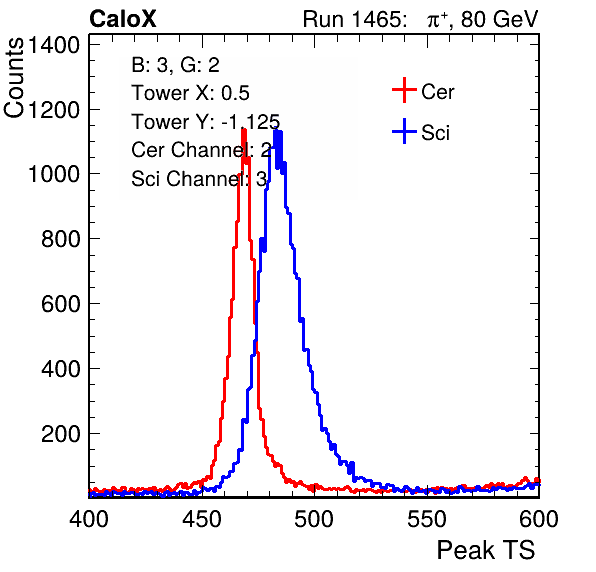 CaloX Run 1465: π⁺, 80 GeV
Counts
1400
1200
1000
800
600
400
200
B: 3, G: 2
Tower X: 0.5
Tower Y: -1.125
Cer Channel: 2
Sci Channel: 3
Cer
Sci
400 450 500 550 600
Peak TS